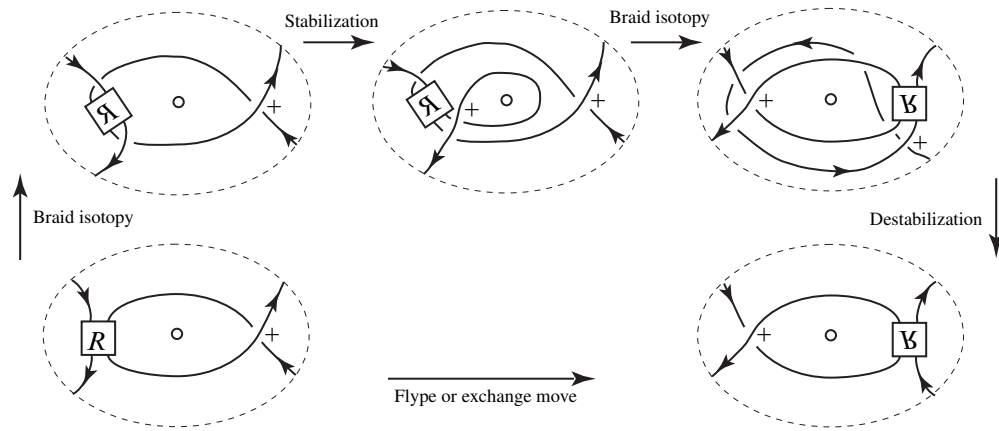 Stabilization
Braid isotopy
R
+
R
+
+
R
+
+
Braid isotopy
Destabilization
R
+
+
R
Flype or exchange move